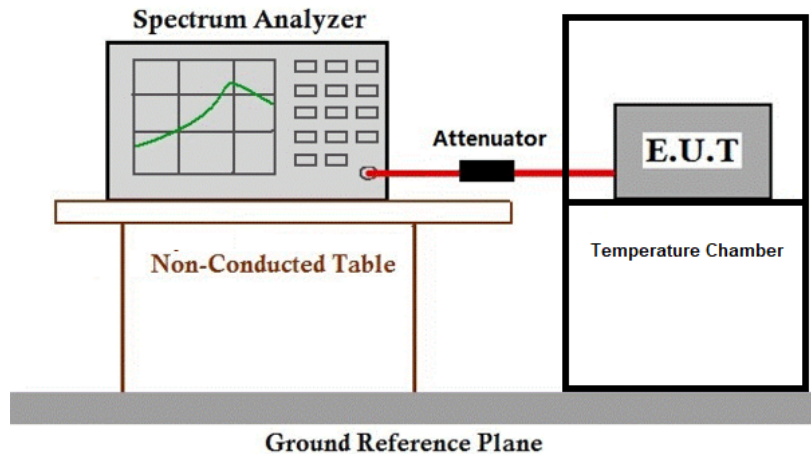 Spectrum Analyzer
Attenuator
E.U.T
Non-Conducted Table
Temperature Chamber
Ground Reference Plane